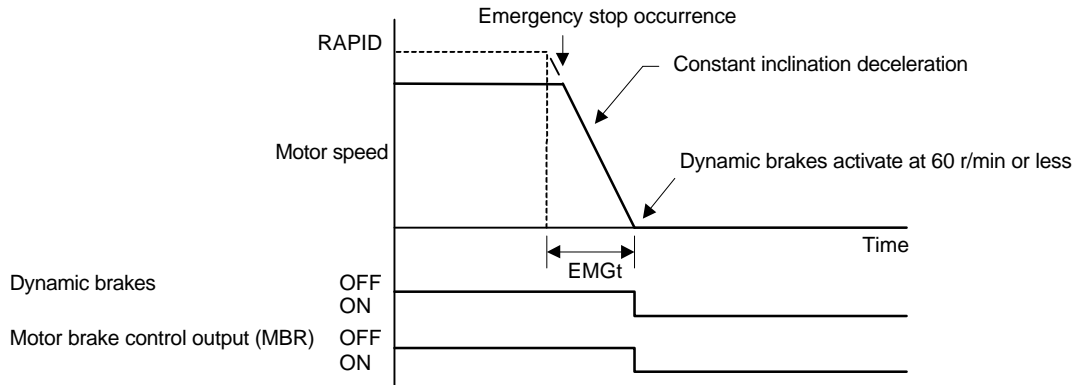 Emergency stop occurrence
RAPID
Constant inclination deceleration
Motor speed
Dynamic brakes activate at 60 r/min or less
Time
EMGt
Dynamic brakes
OFF
ON
Motor brake control output (MBR)
OFF
ON